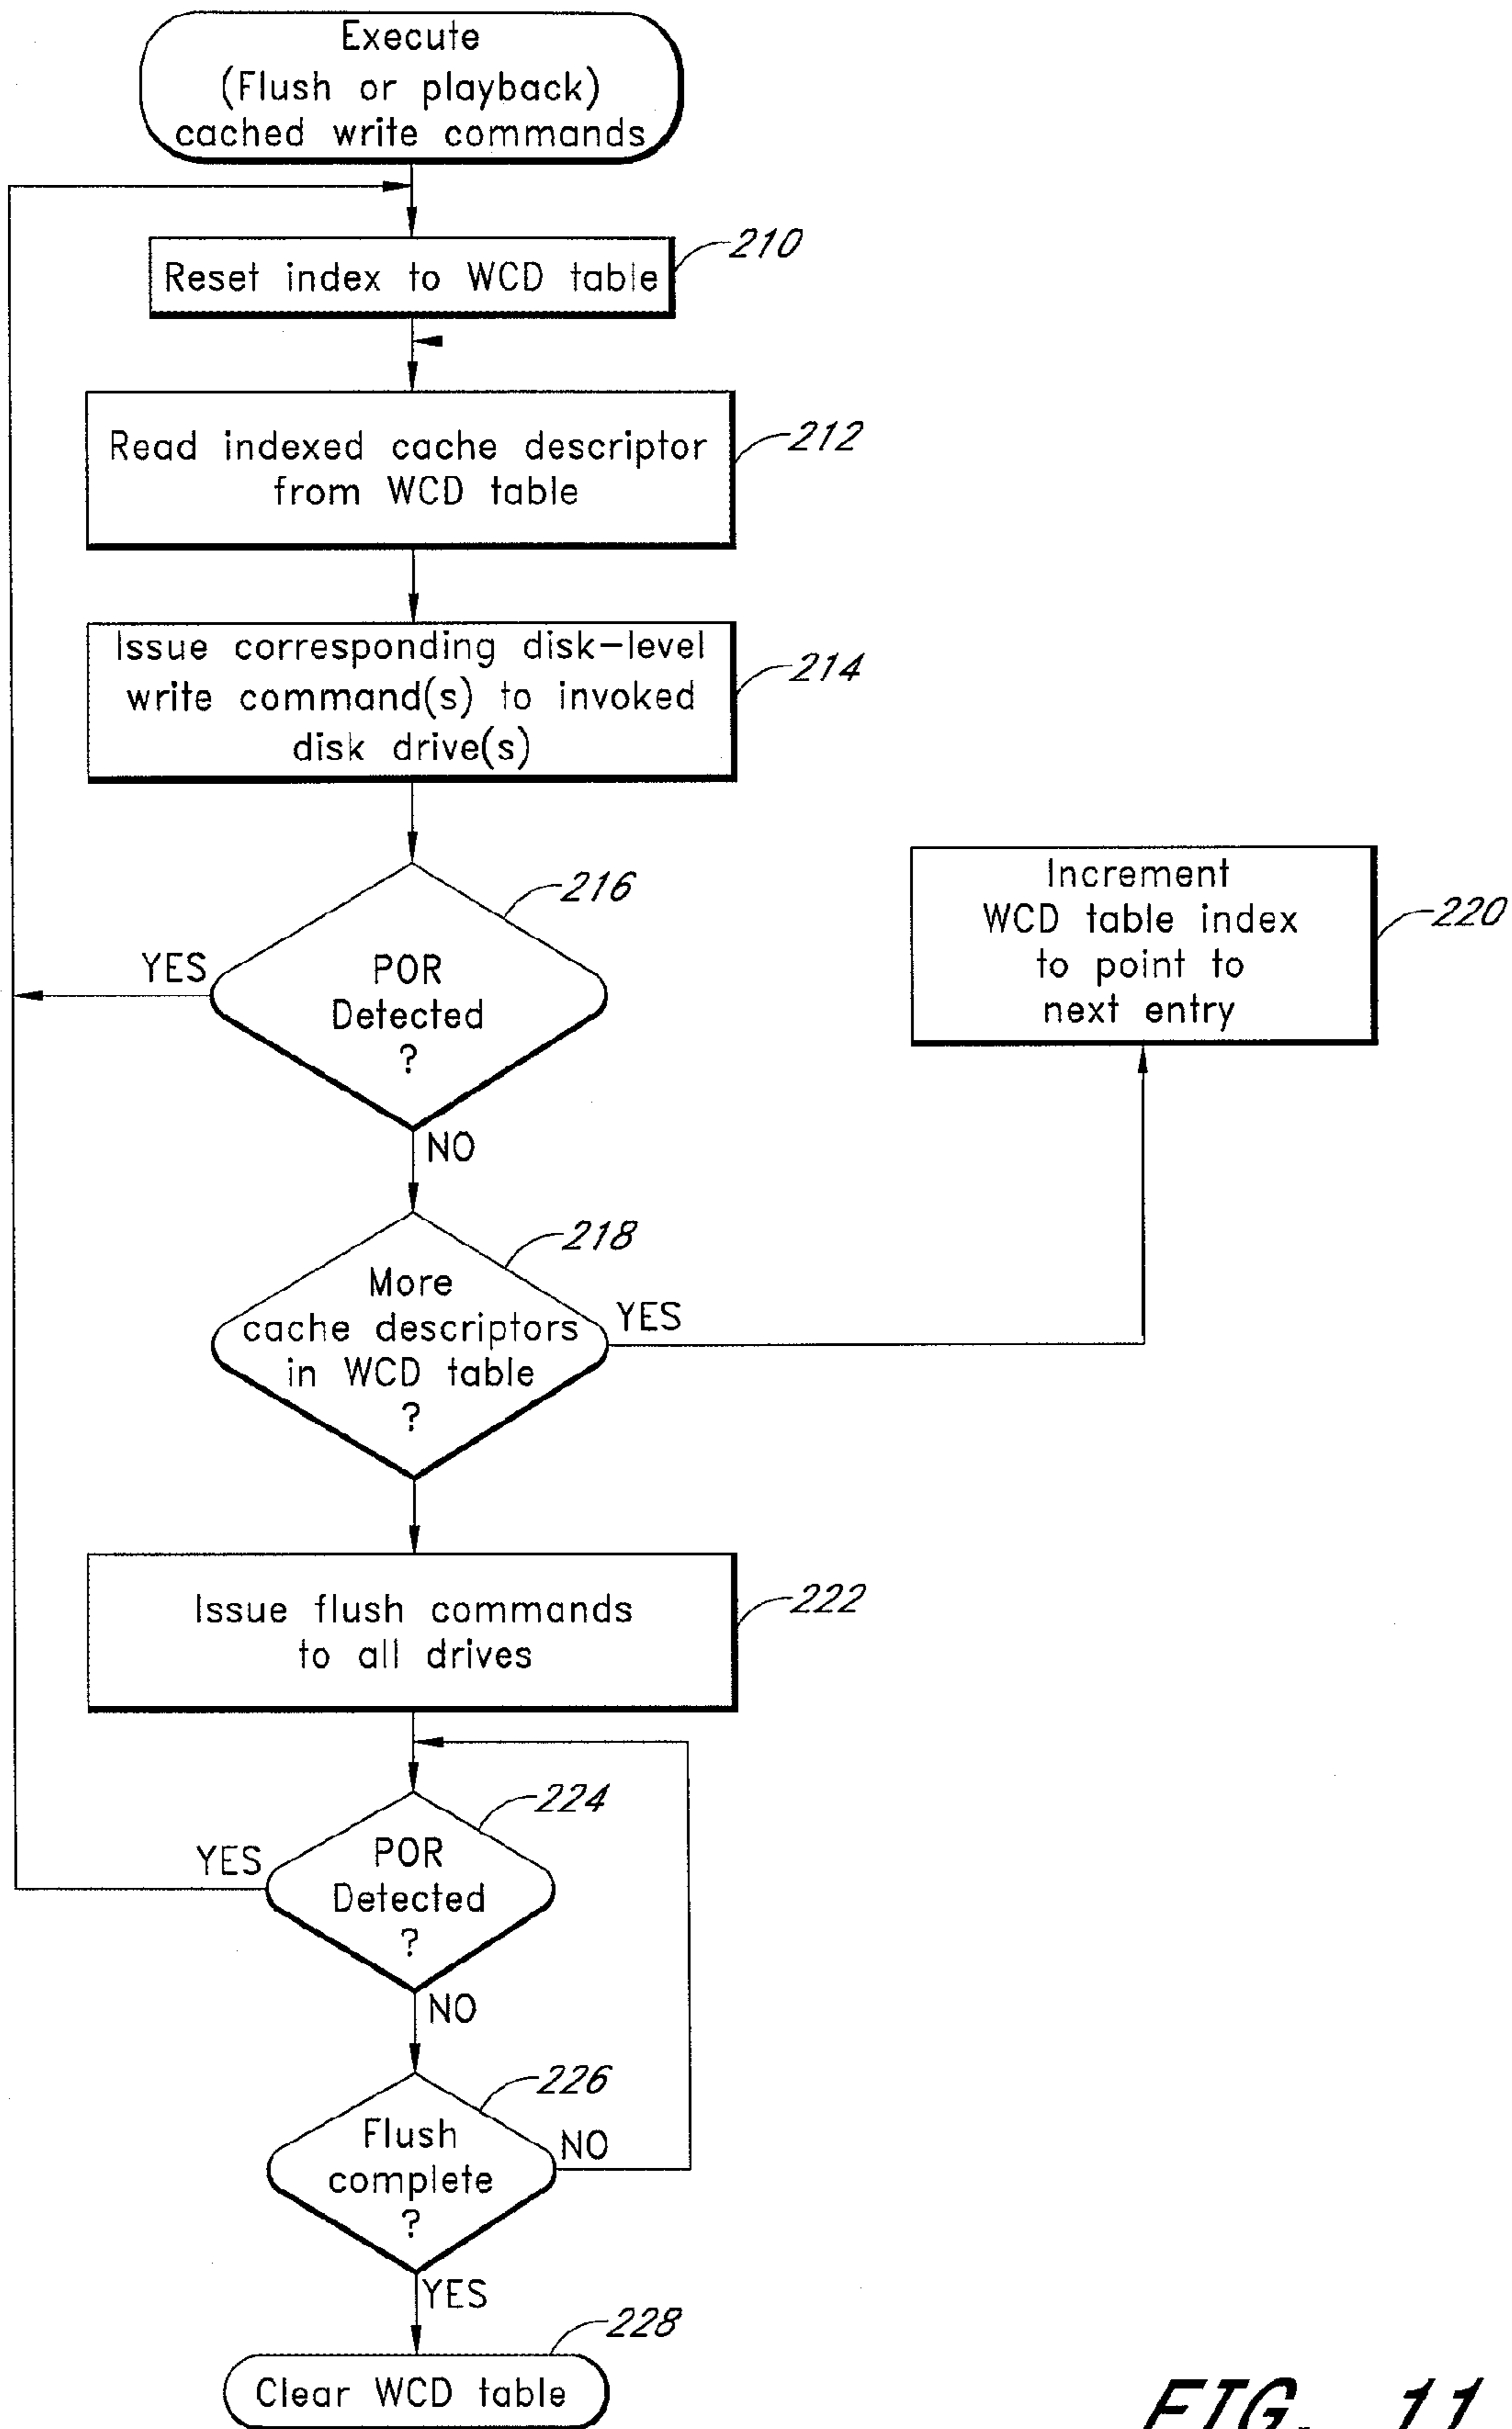 Execute
(Flush or playback)
cached write commands
210
Reset index to WCD table
212
Read indexed cache descriptor
from WCD table
214
Issue corresponding disk-level
write command(s) to invoked
disk drive(s)
216
YES
POR
Detected
?
NO
220
Increment
WCD table index
to point to
next entry
218
More
cache descriptors
in WCD table
?
YES
222
Issue flush commands
to all drives
224
YES
POR
Detected
?
NO
226
Flush
complete
?
NO
YES
228
Clear WCD table
FIG. 11